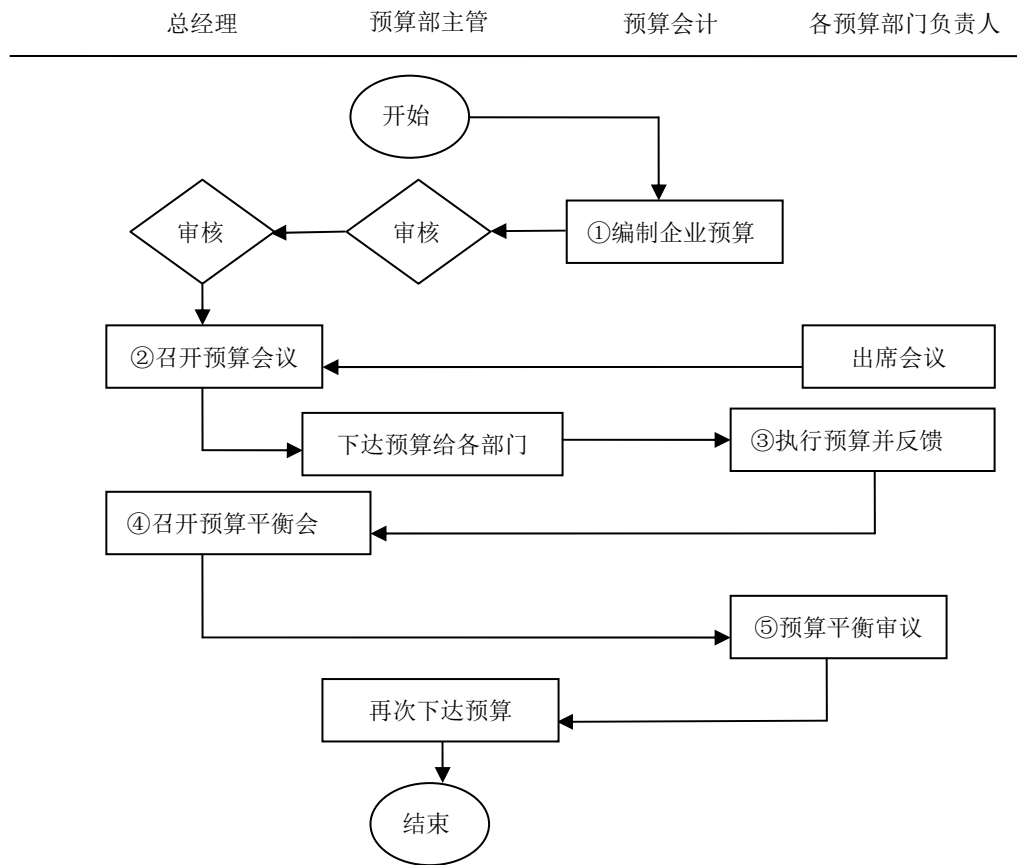 总经理 预算部主管 预算会计 各预算部门负责人
开始
审核 审核 ①编制企业预算
②召开预算会议 出席会议
下达预算给各部门 ③执行预算并反馈
④召开预算平衡会
⑤预算平衡审议
再次下达预算
结束